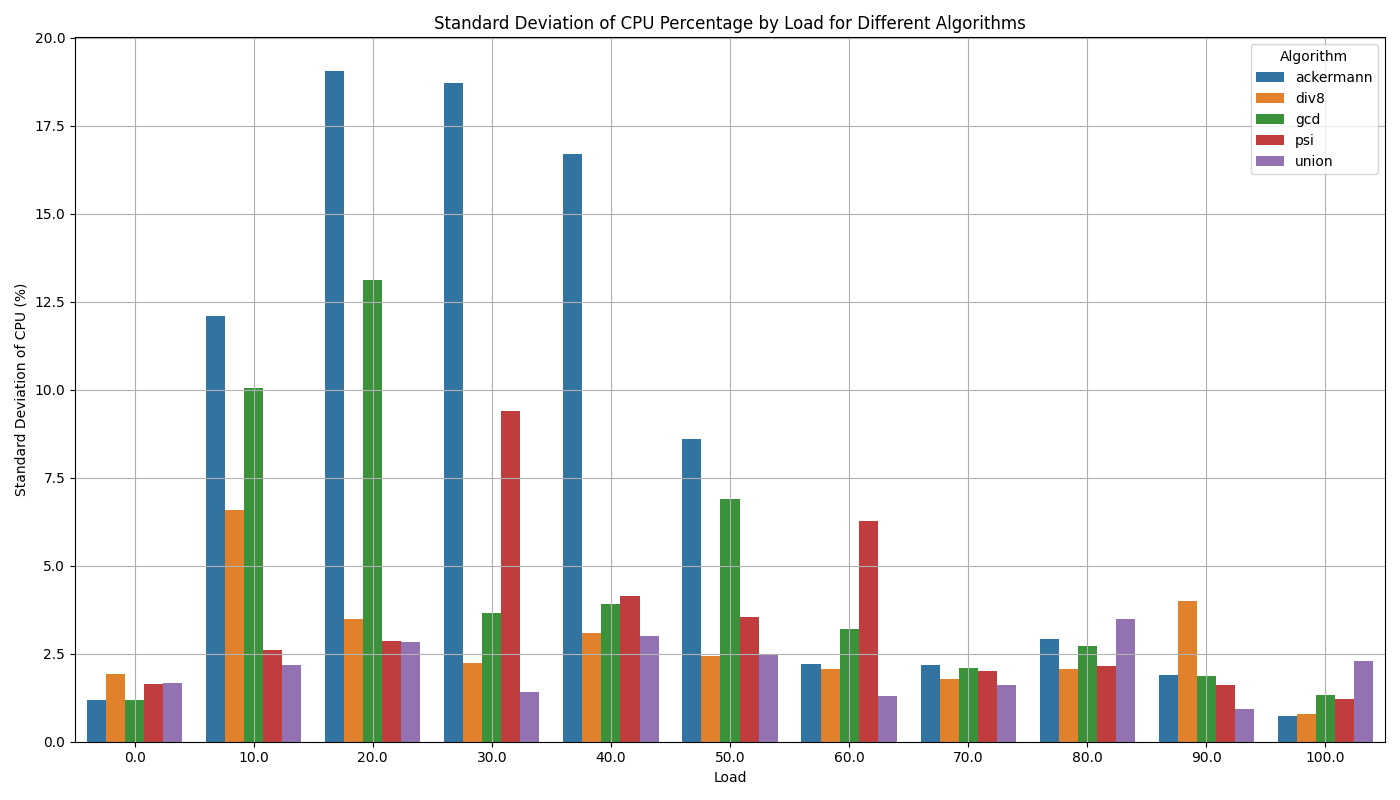 Standard Deviation of CPU Percentage by Load for Different Algorithms
Standard Deviation of CPU (%)
20.0
17.5
15.0
12.5
10.0
7.5
5.0
2.5
0.0
0.0 10.0 20.0 30.0 40.0 50.0 60.0 70.0 80.0 90.0 100.0
Load
Algorithm
ackermann
div8
gcd
psi
union